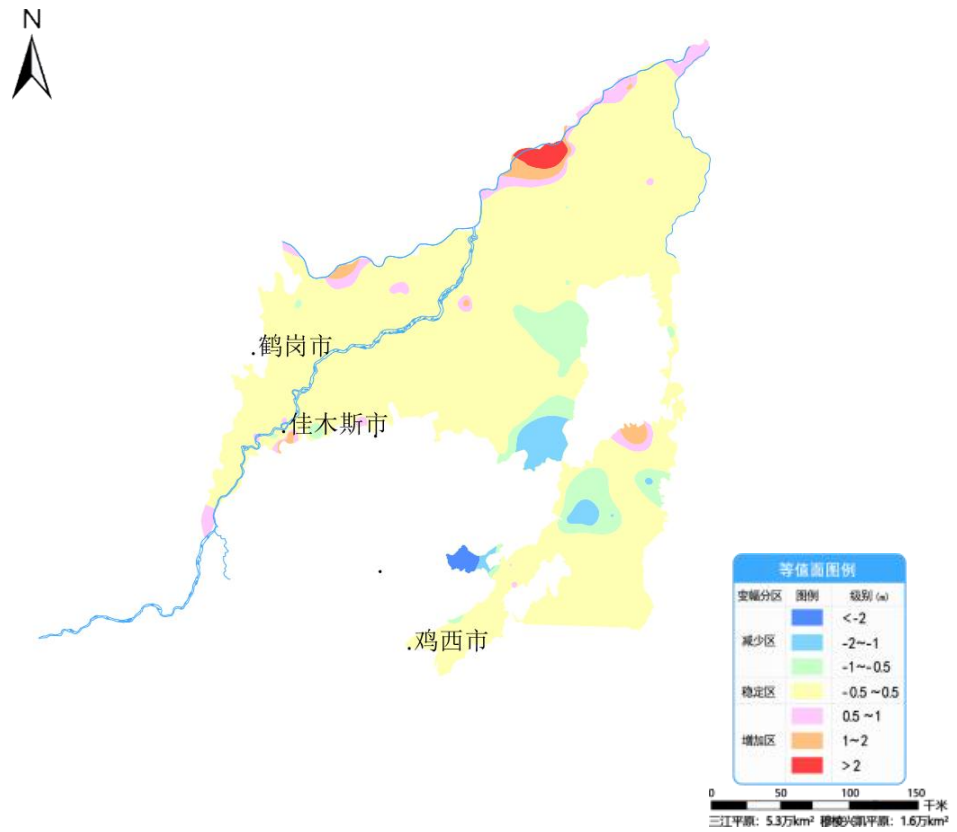 N
鹤岗市
佳木斯市
鸡西市
等值面图例
变幅分区 图例 级别 (m)
减少区
<-2
-2~-1
-1~-0.5
稳定区 -0.5~0.5
增加区
0.5~1
1~2
>2
0 50 100 150 千米
三江平原：5.3万km² 穆棱兴凯平原：1.6万km²